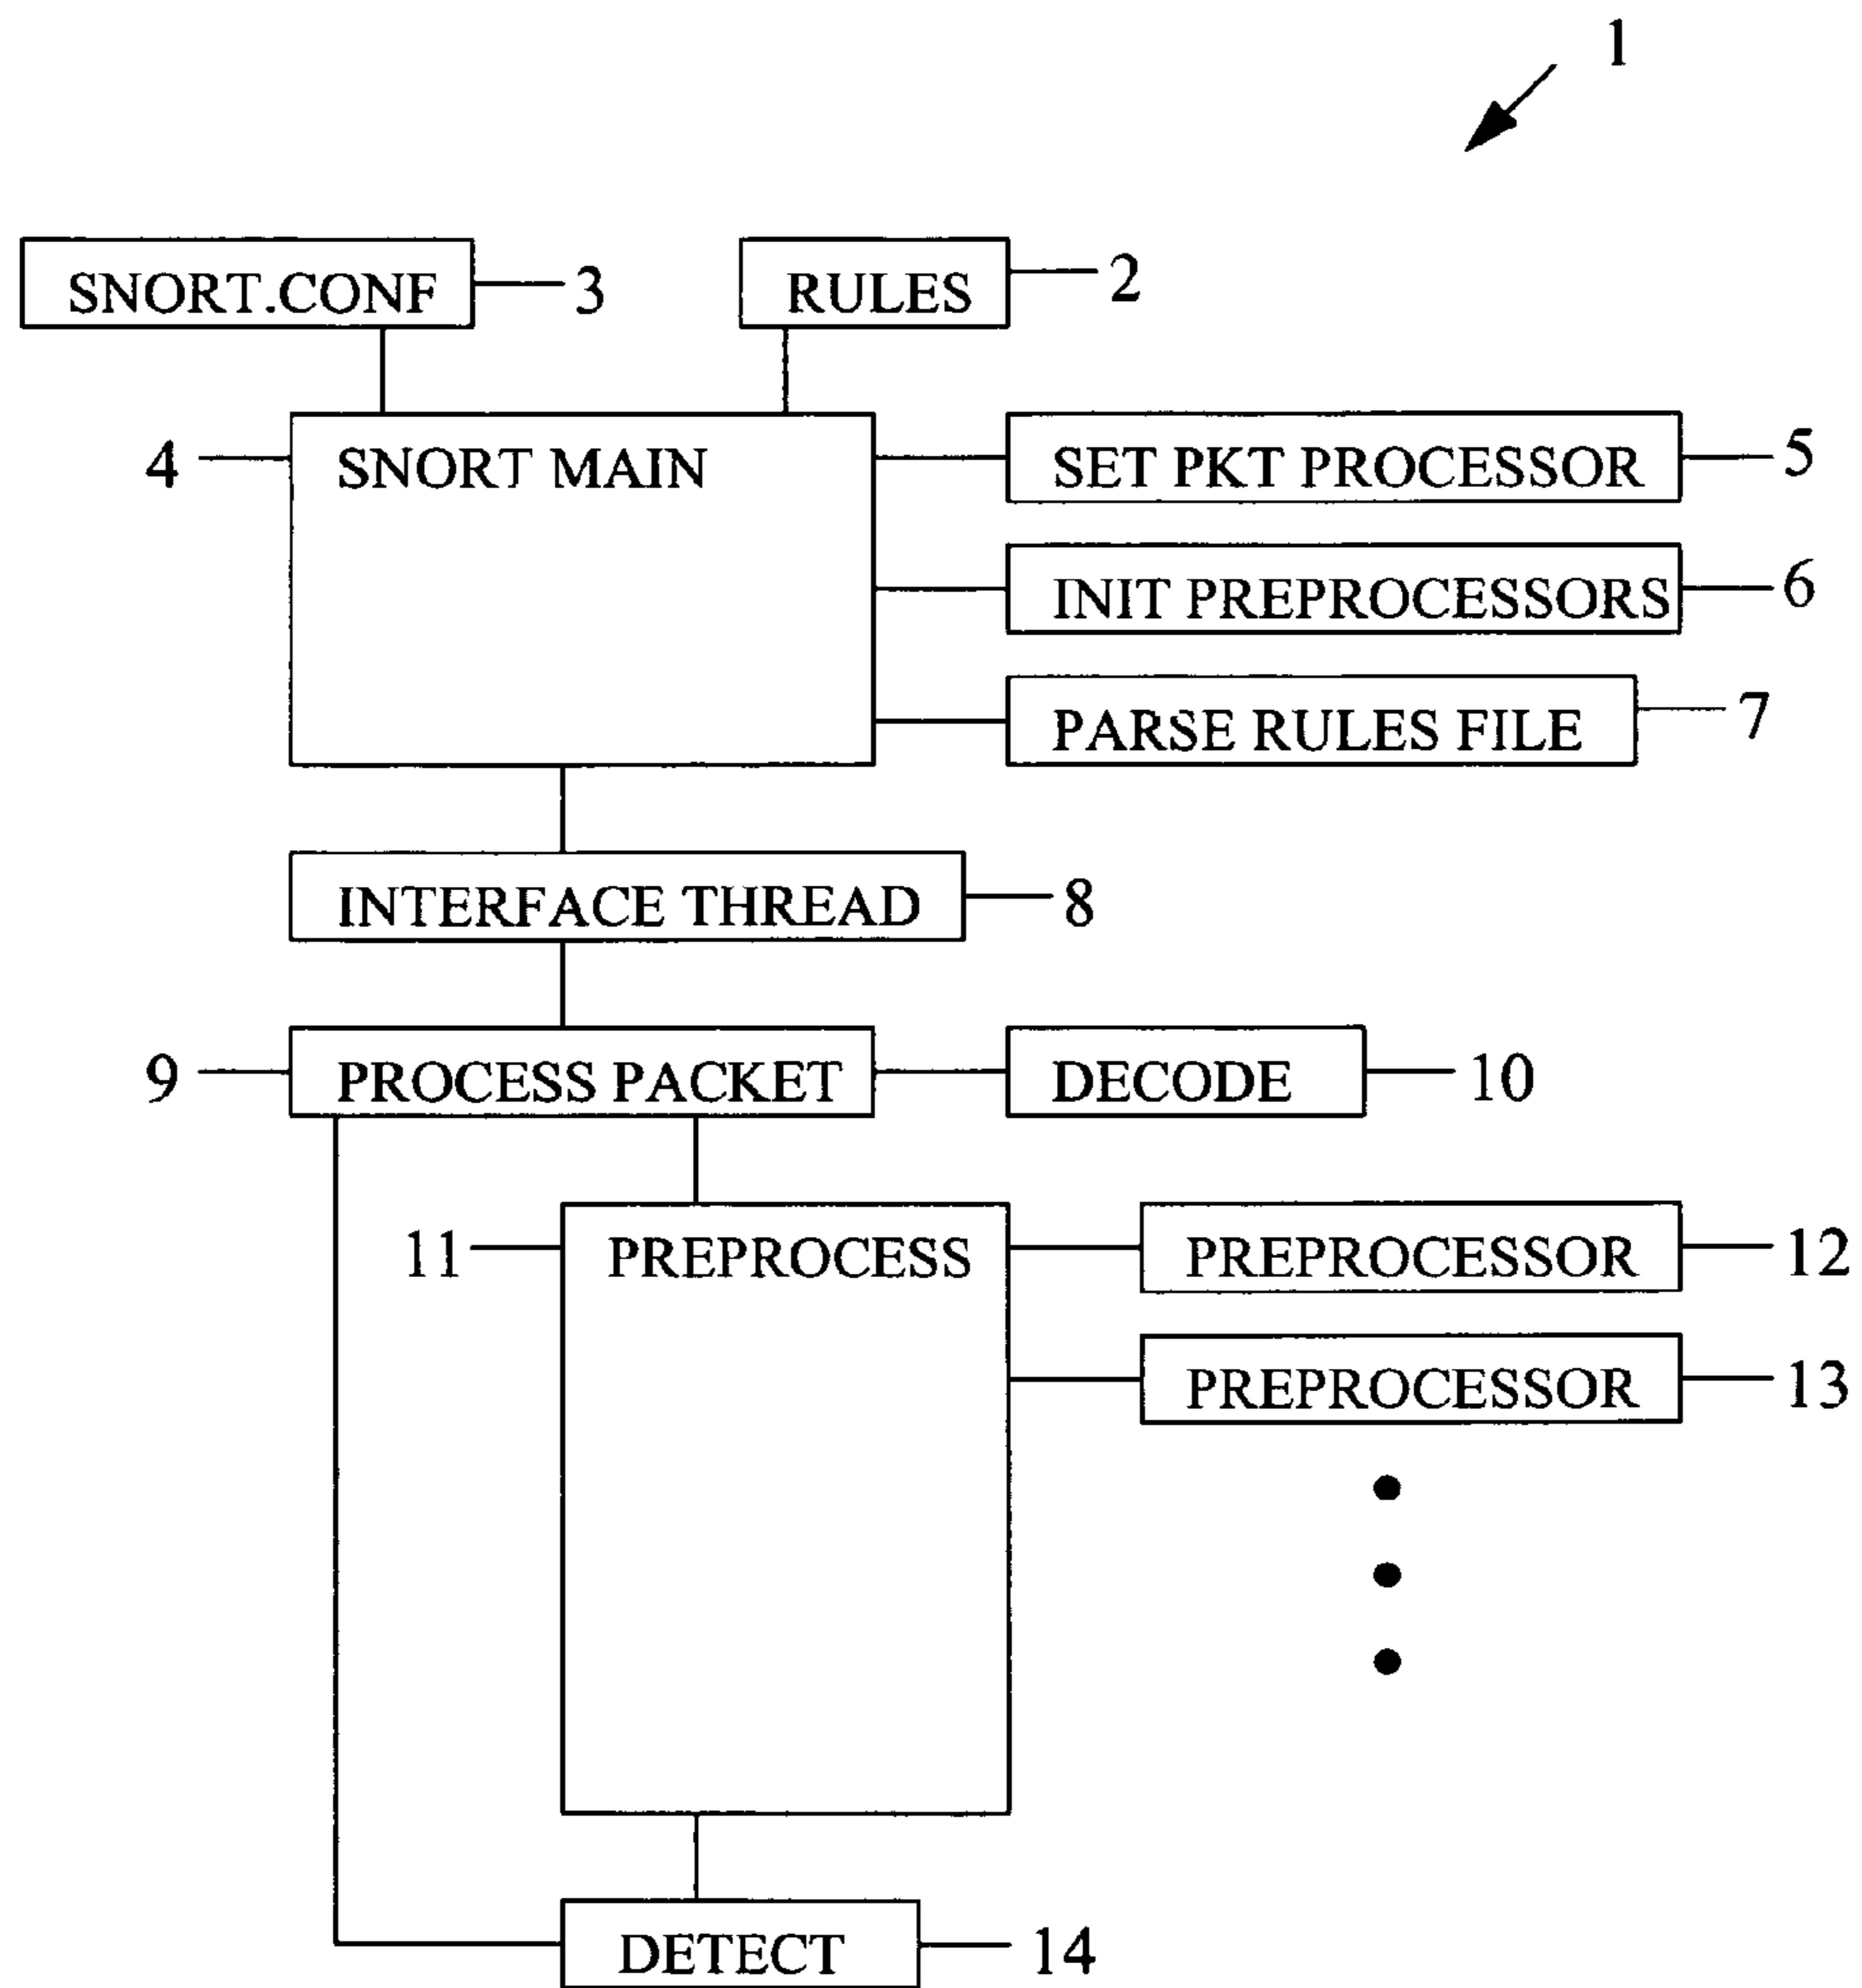 1
SNORT.CONF 3
RULES 2
4 SNORT MAIN
SET PKT PROCESSOR 5
INIT PREPROCESSORS 6
PARSE RULES FILE 7
INTERFACE THREAD 8
9 PROCESS PACKET
DECODE 10
11 PREPROCESS
PREPROCESSOR 12
PREPROCESSOR 13
DETECT 14